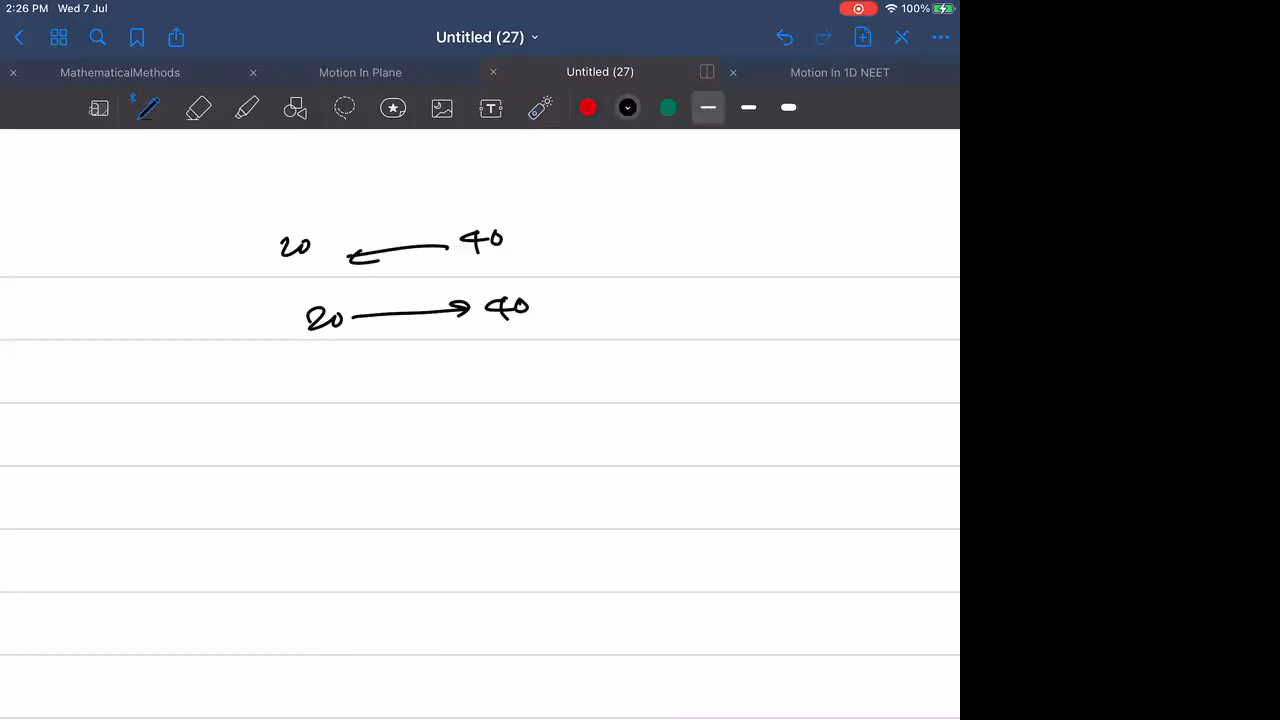 2:26 PM Wed 7 Jul 100%
Untitled (27)
MathematicalMethods Motion In Plane Untitled (27) Motion In 1D NEET
T
20 ← 40
20 → 40